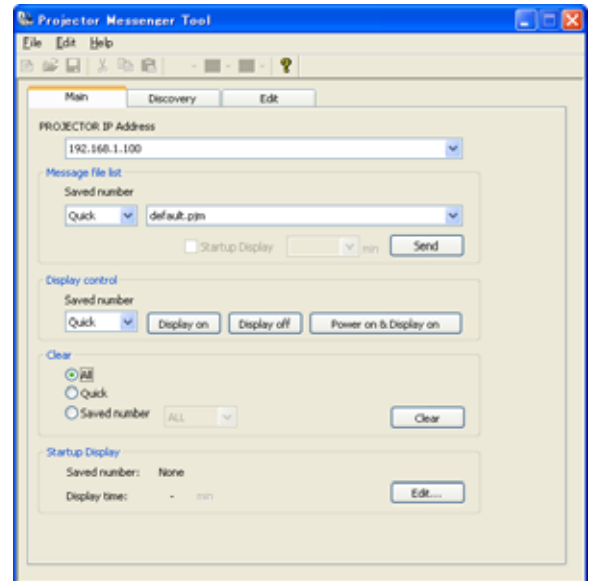 Projector Messenger Tool
File Edit Help
Main Discovery Edit
PROJECTOR IP Address
192.168.1.100
Message file list
Saved number
Quick default.pjm
Startup Display min Send
Display control
Saved number
Quick Display on Display off Power on & Display on
Clear
All
Quick
Saved number ALL Clear
Startup Display
Saved number: None
Display time: - min Edit....